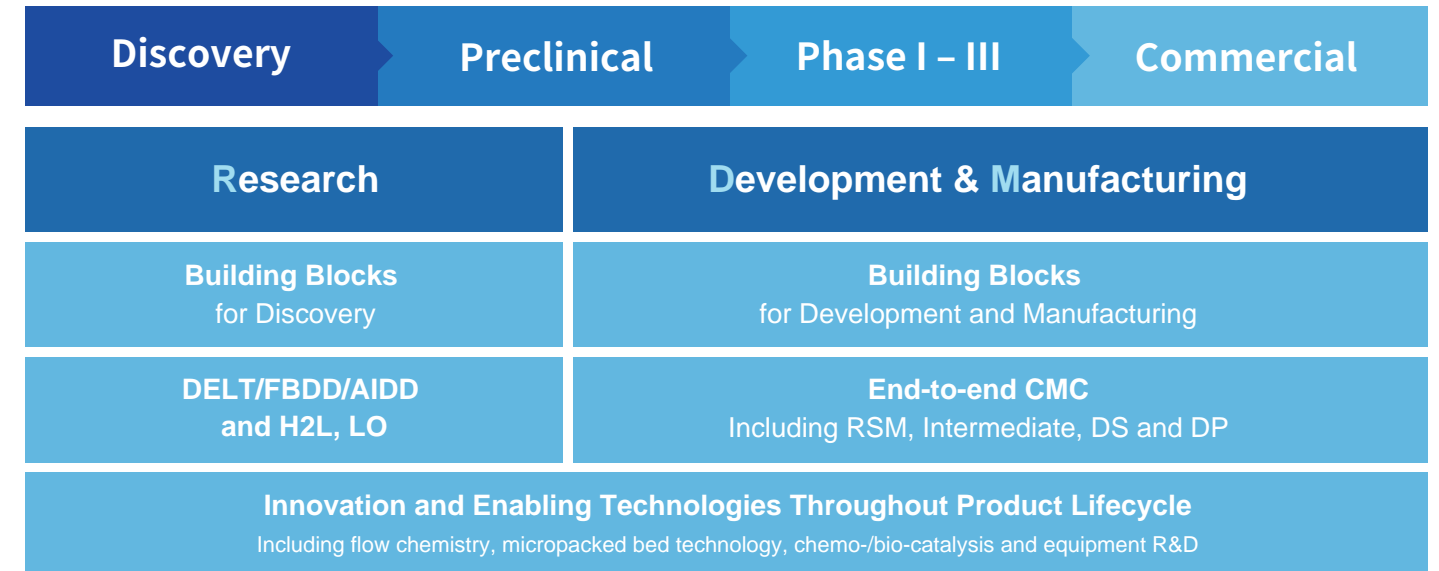 Discovery
Preclinical
Phase I – III
Commercial
Research
Development & Manufacturing
Building Blocks
for Discovery
Building Blocks
for Development and Manufacturing
DELT/FBDD/AIDD
and H2L, LO
End-to-end CMC
Including RSM, Intermediate, DS and DP
Innovation and Enabling Technologies Throughout Product Lifecycle
Including flow chemistry, micropacked bed technology, chemo-/bio-catalysis and equipment R&D